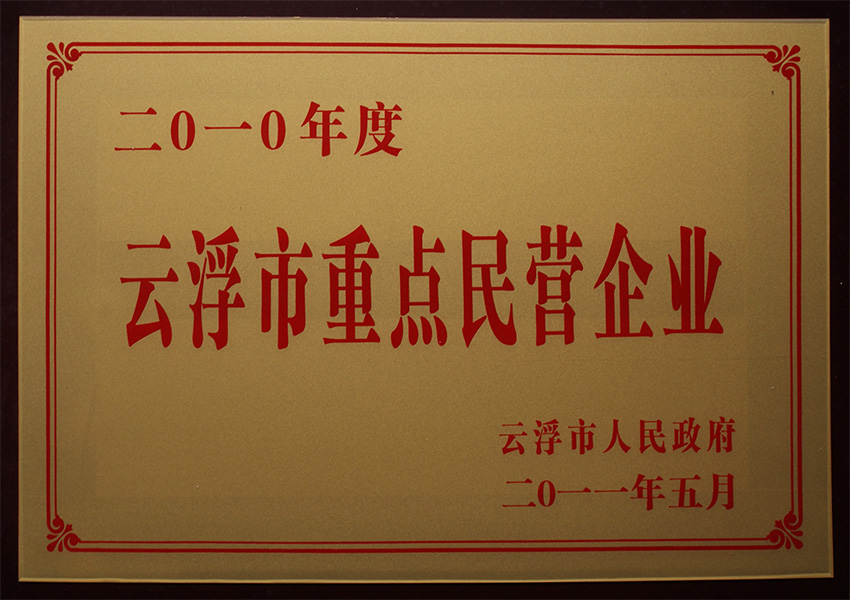 二0一0年度
云浮市重点民营企业
云浮市人民政府
二0一一年五月